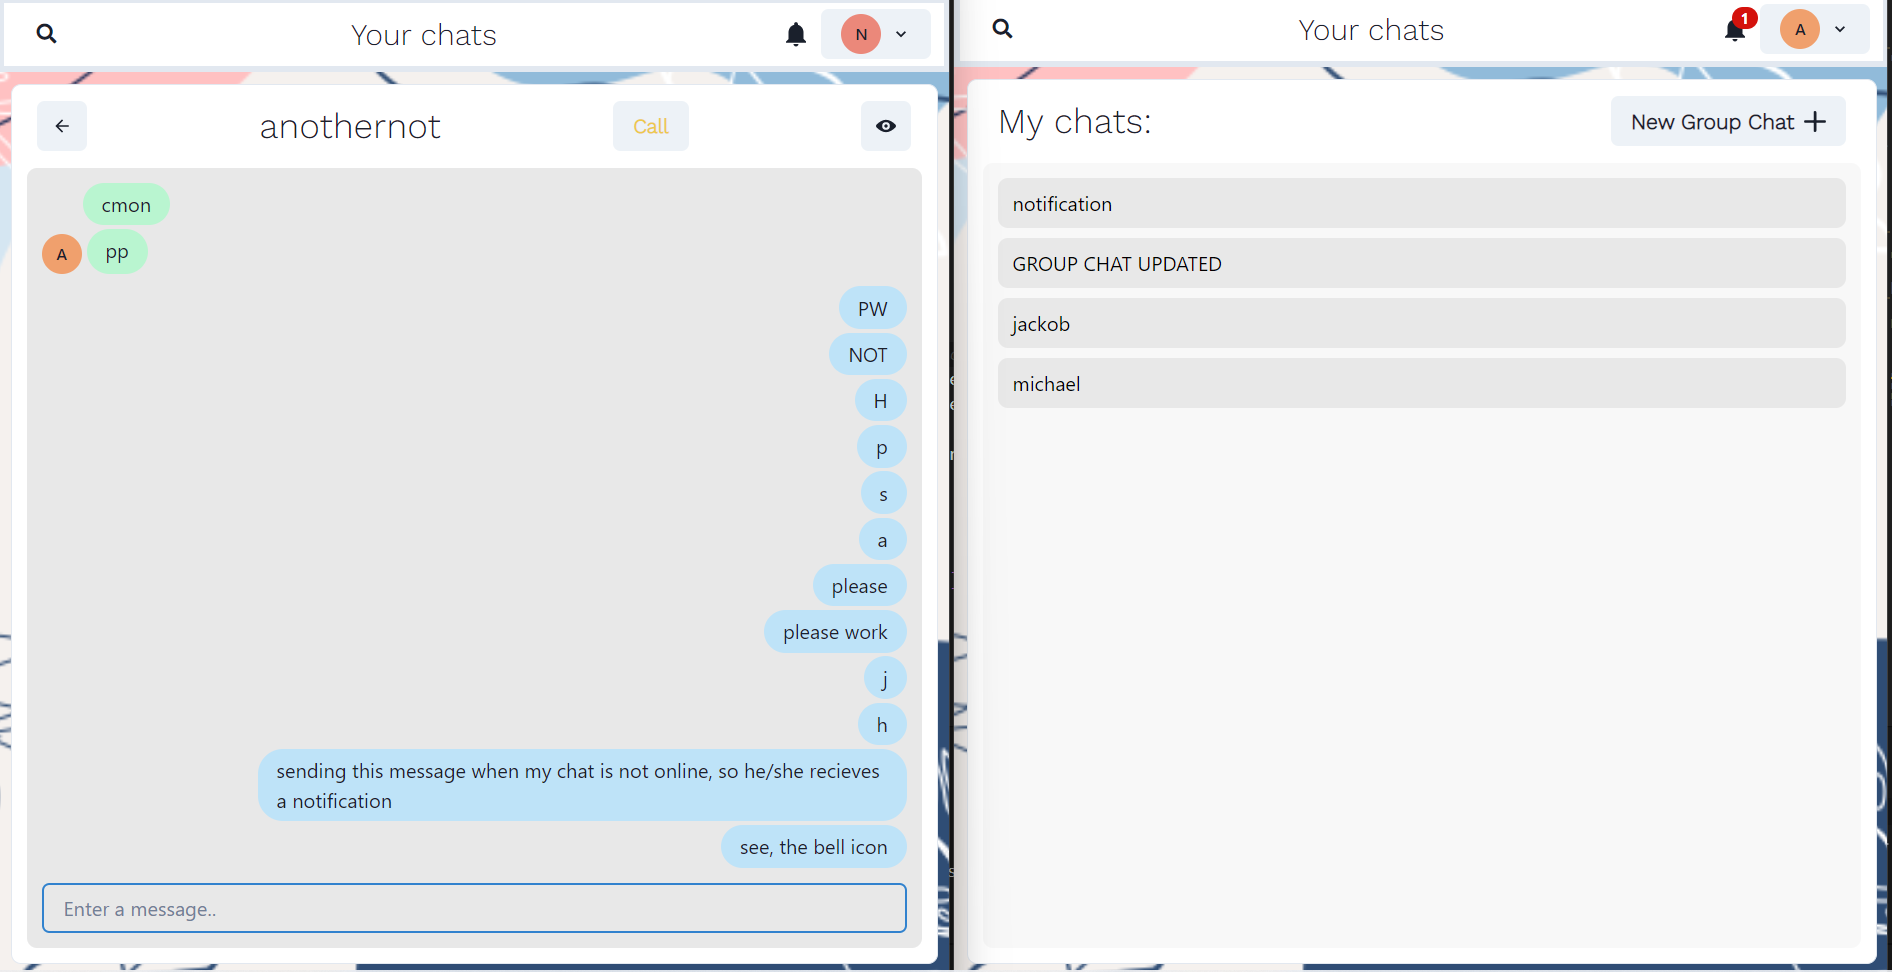 Your chats
N
anothernot
Call
cmon
A
pp
PW
NOT
H
p
s
a
please
please work
j
h
sending this message when my chat is not online, so he/she recieves
a notification
see, the bell icon
Enter a message..
Your chats
1
A
My chats:
New Group Chat
notification
GROUP CHAT UPDATED
jackob
michael